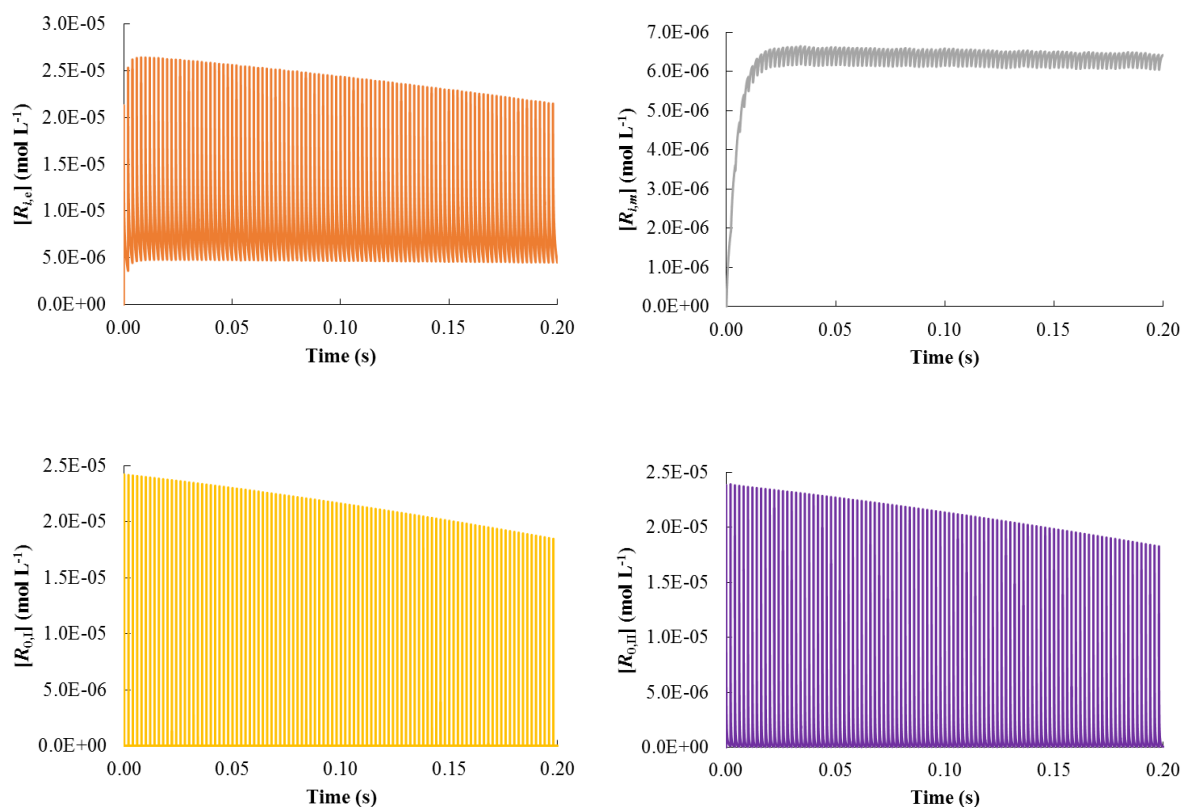 [R_i,e] (mol L⁻¹)
3.0E-05
2.5E-05
2.0E-05
1.5E-05
1.0E-05
5.0E-06
0.0E+00
0.00 0.05 0.10 0.15 0.20
Time (s)
[R_i,m] (mol L⁻¹)
7.0E-06
6.0E-06
5.0E-06
4.0E-06
3.0E-06
2.0E-06
1.0E-06
0.0E+00
0.00 0.05 0.10 0.15 0.20
Time (s)
[R_0,I] (mol L⁻¹)
2.5E-05
2.0E-05
1.5E-05
1.0E-05
5.0E-06
0.0E+00
0.00 0.05 0.10 0.15 0.20
Time (s)
[R_0,II] (mol L⁻¹)
2.5E-05
2.0E-05
1.5E-05
1.0E-05
5.0E-06
0.0E+00
0.00 0.05 0.10 0.15 0.20
Time (s)